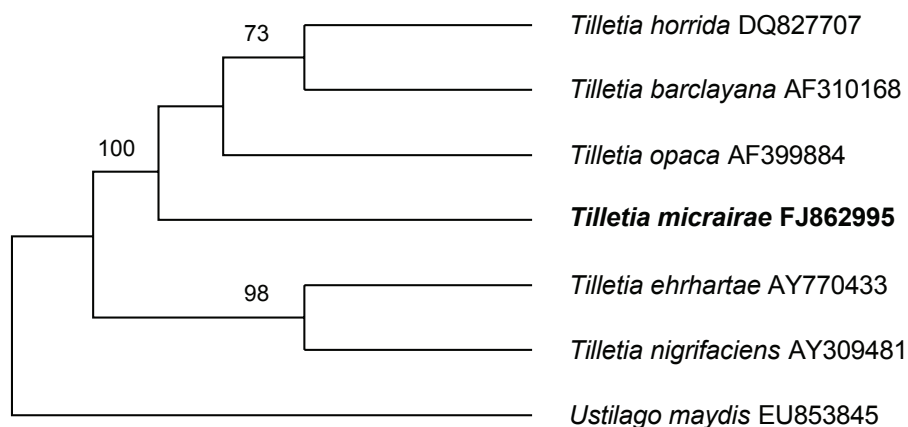 73
Tilletia horrida DQ827707
Tilletia barclayana AF310168
100
Tilletia opaca AF399884
Tilletia micrairae FJ862995
98
Tilletia ehrhartae AY770433
Tilletia nigrifaciens AY309481
Ustilago maydis EU853845